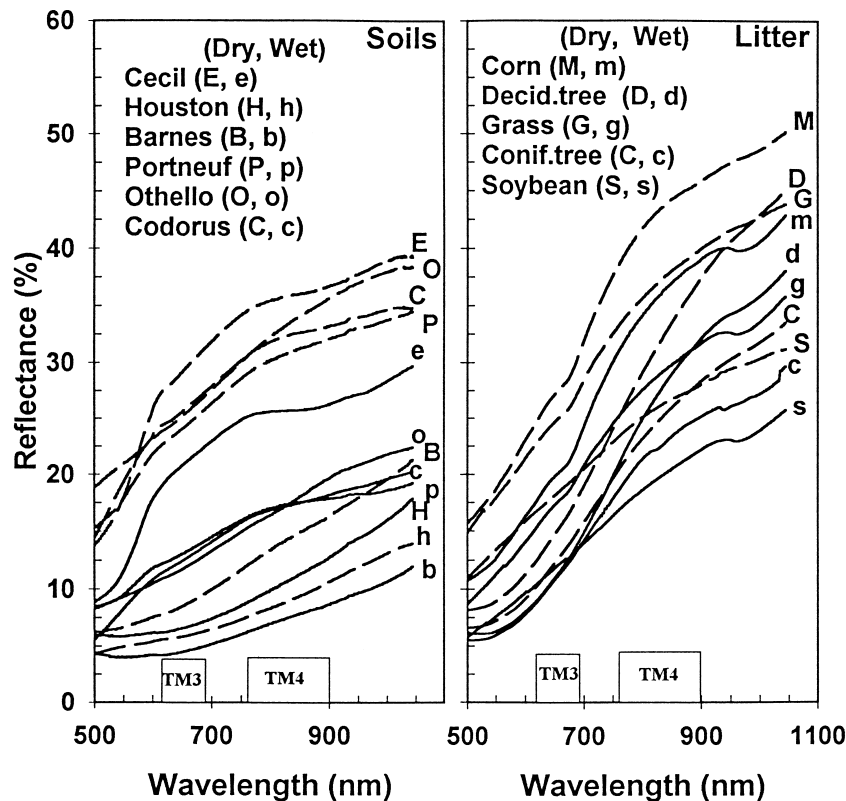 60
50
40
30
20
10
0
Reflectance (%)
Soils
(Dry, Wet)
Cecil (E, e)
Houston (H, h)
Barnes (B, b)
Portneuf (P, p)
Othello (O, o)
Codorus (C, c)
E
O
C
P
e
o
B
c
p
H
h
b
TM3
TM4
500
700
900
Wavelength (nm)
Litter
(Dry, Wet)
Corn (M, m)
Decid.tree (D, d)
Grass (G, g)
Conif.tree (C, c)
Soybean (S, s)
M
D
G
m
d
g
C
S
c
s
TM3
TM4
500
700
900
1100
Wavelength (nm)